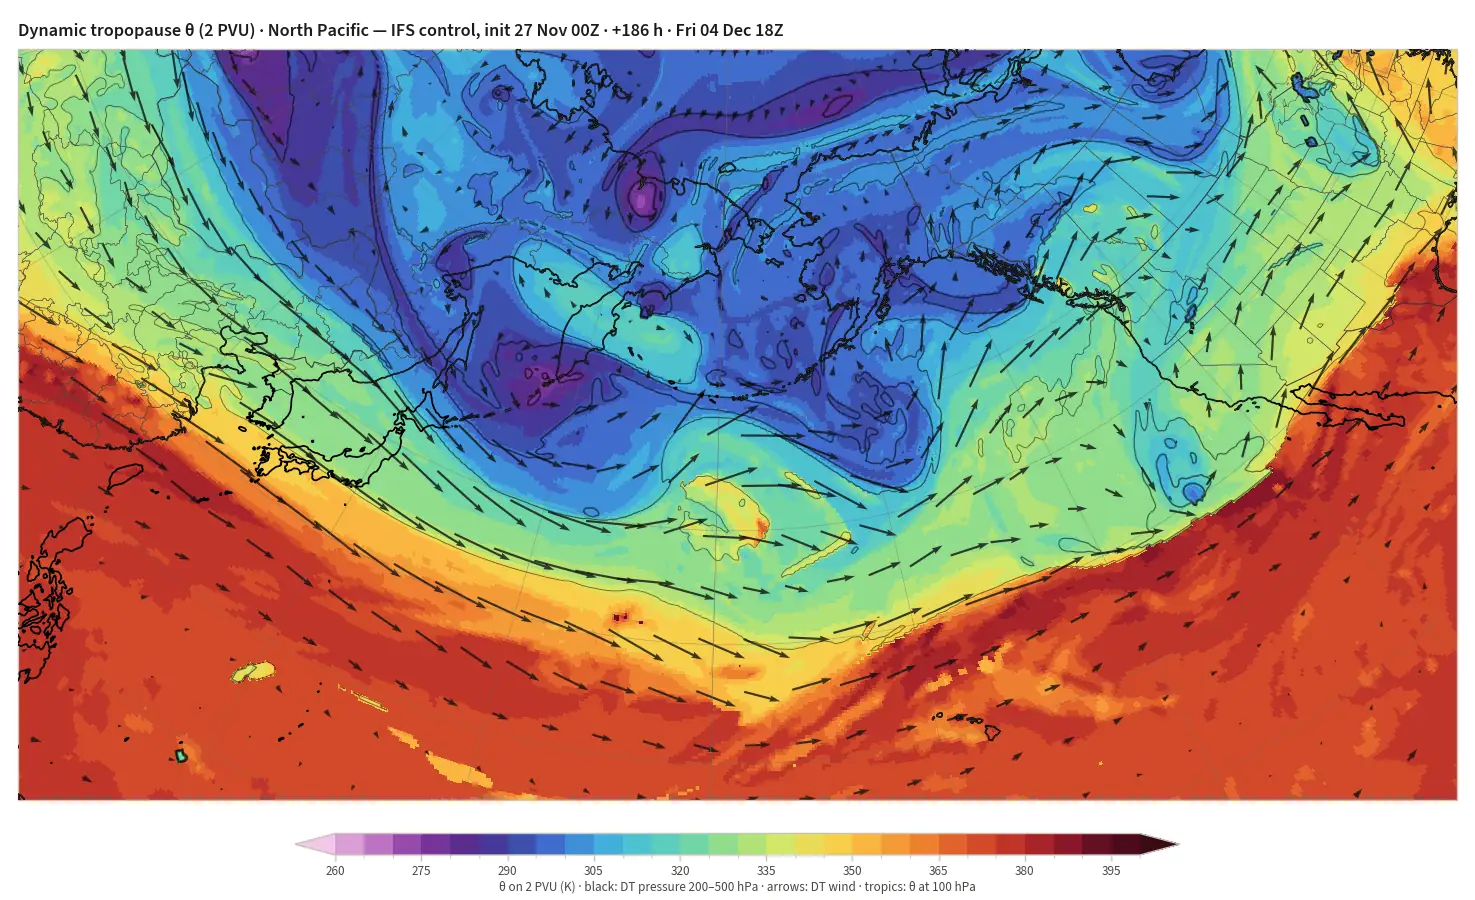 Dynamic tropopause θ (2 PVU) · North Pacific — IFS control, init 27 Nov 00Z · +186 h · Fri 04 Dec 18Z
260 275 290 305 320 335 350 365 380 395
θ on 2 PVU (K) · black: DT pressure 200–500 hPa · arrows: DT wind · tropics: θ at 100 hPa